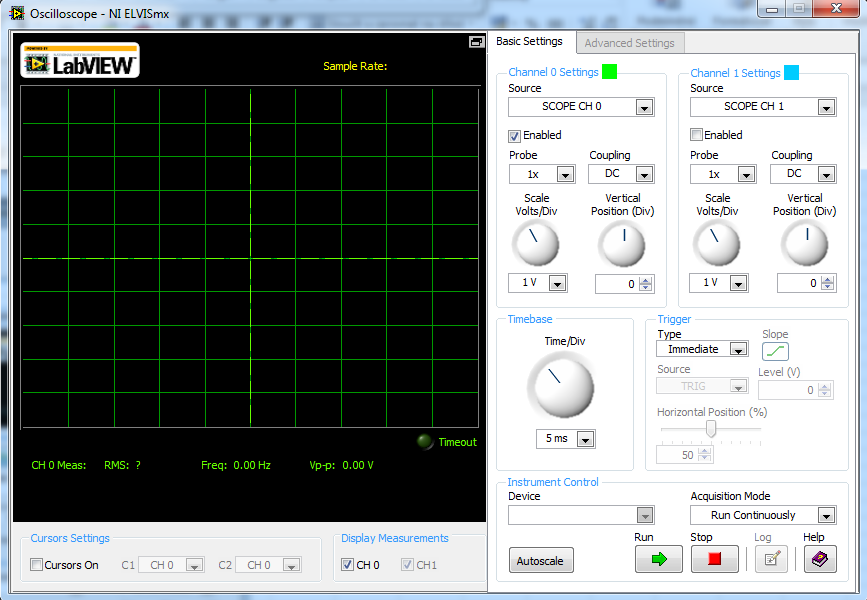 Oscilloscope - NI ELVISmx
POWERED BY
LabVIEW™
Sample Rate:
Timeout
CH 0 Meas: RMS: ? Freq: 0.00 Hz Vp-p: 0.00 V
Cursors Settings
Cursors On C1 CH 0 C2 CH 0
Display Measurements
CH 0 CH1
Basic Settings Advanced Settings
Channel 0 Settings
Source
SCOPE CH 0
Enabled
Probe Coupling
1x DC
Scale Volts/Div
Vertical Position (Div)
1 V 0
Channel 1 Settings
Source
SCOPE CH 1
Enabled
Probe Coupling
1x DC
Scale Volts/Div
Vertical Position (Div)
1 V 0
Timebase
Time/Div
5 ms
Trigger
Type Slope
Immediate
Source Level (V)
TRIG 0
Horizontal Position (%)
50
Instrument Control
Device Acquisition Mode
Run Continuously
Run Stop Log Help
Autoscale